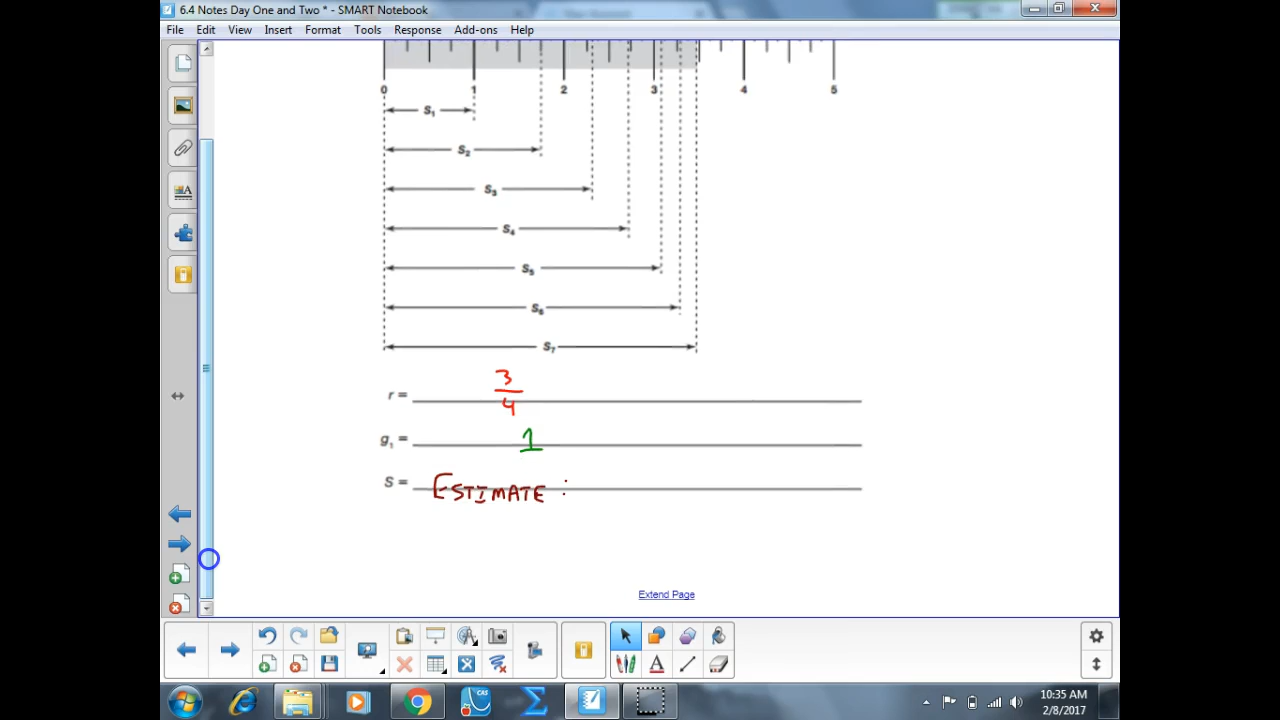 6.4 Notes Day One and Two * - SMART Notebook
File Edit View Insert Format Tools Response Add-ons Help
0 1 2 3 4 5
S₁
S₂
S₃
S₄
S₅
S₆
S₇
r = 3/4
g₁ = 1
S = ESTIMATE :
Extend Page
10:35 AM
2/8/2017